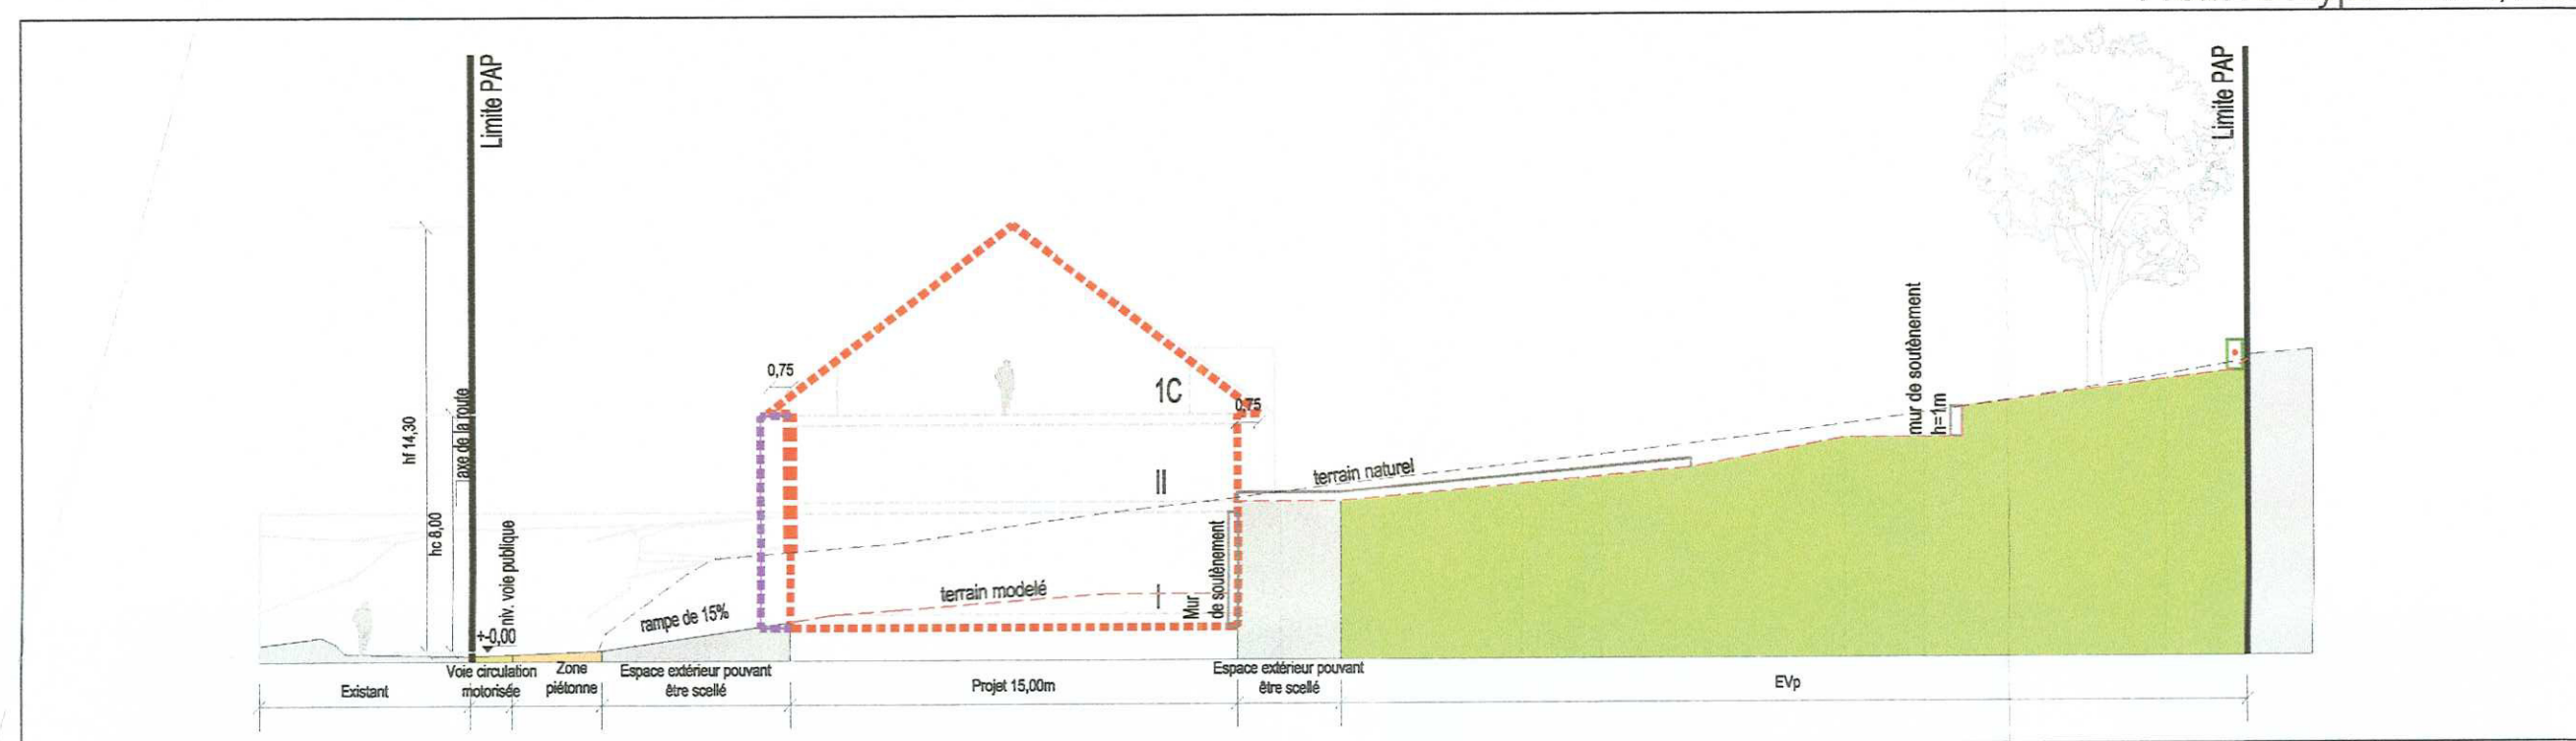 Limite PAP
Limite PAP
hf 14,30
hc 8,00
axe de la route
niv. voie publique
+-0,00
0,75
0,75
1C
II
I
terrain naturel
terrain modelé
rampe de 15%
Mur
de soutènement
mur de soutènement
h=1m
Existant
Voie circulation
motorisée
Zone
piétonne
Espace extérieur pouvant
être scellé
Projet 15,00m
Espace extérieur pouvant
être scellé
EVp